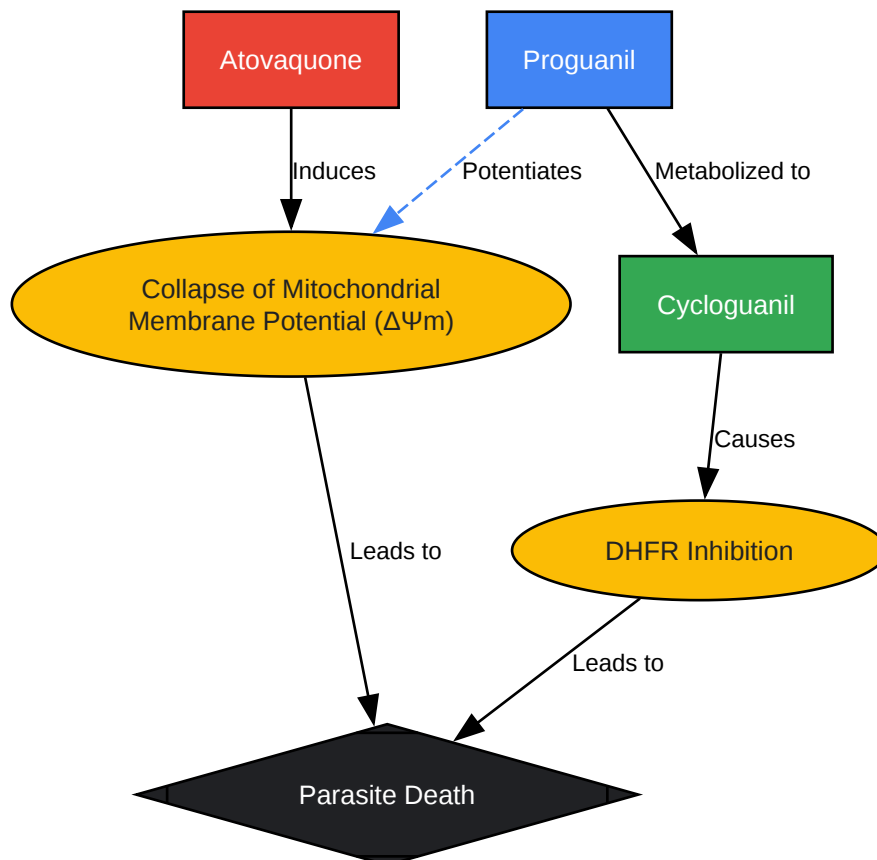 Atovaquone
Proguanil
Induces
Potentiates
Metabolized to
Collapse of Mitochondrial
Membrane Potential (ΔΨm)
Cycloguanil
Causes
DHFR Inhibition
Leads to
Leads to
Parasite Death